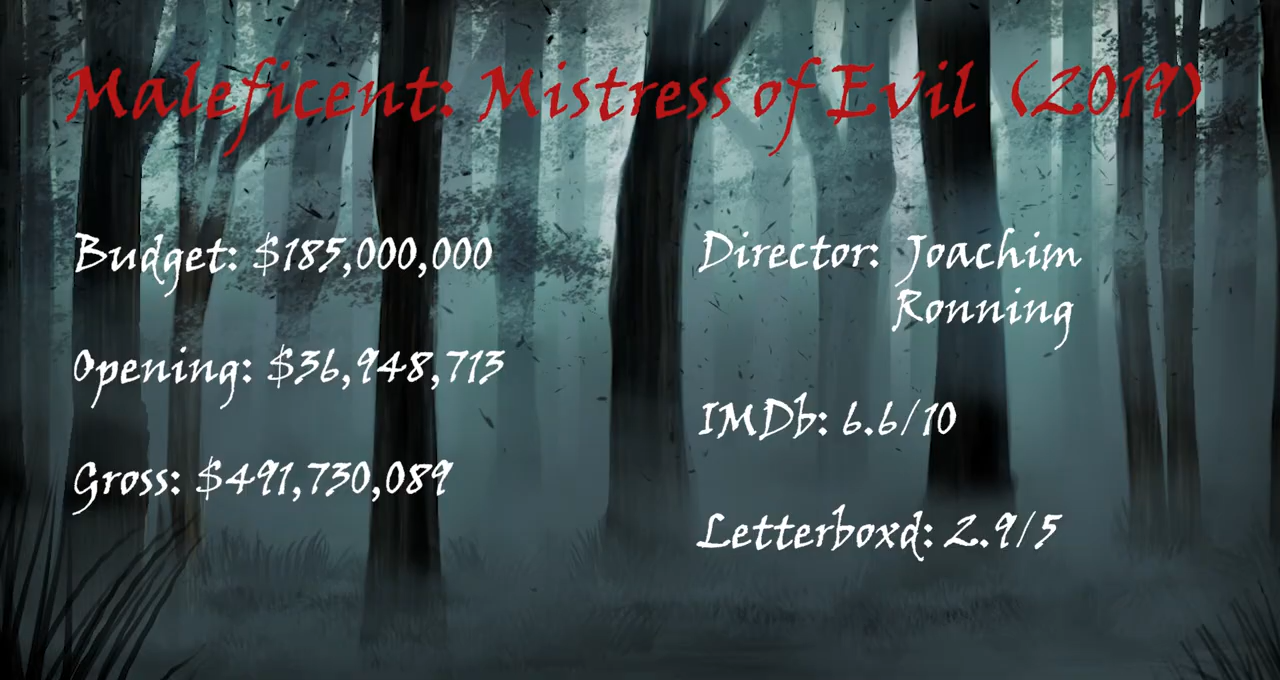 Maleficent: Mistress of Evil (2019)
Budget: $185,000,000
Opening: $36,948,713
Gross: $491,730,089
Director: Joachim
Ronning
IMDb: 6.6/10
Letterboxd: 2.9/5